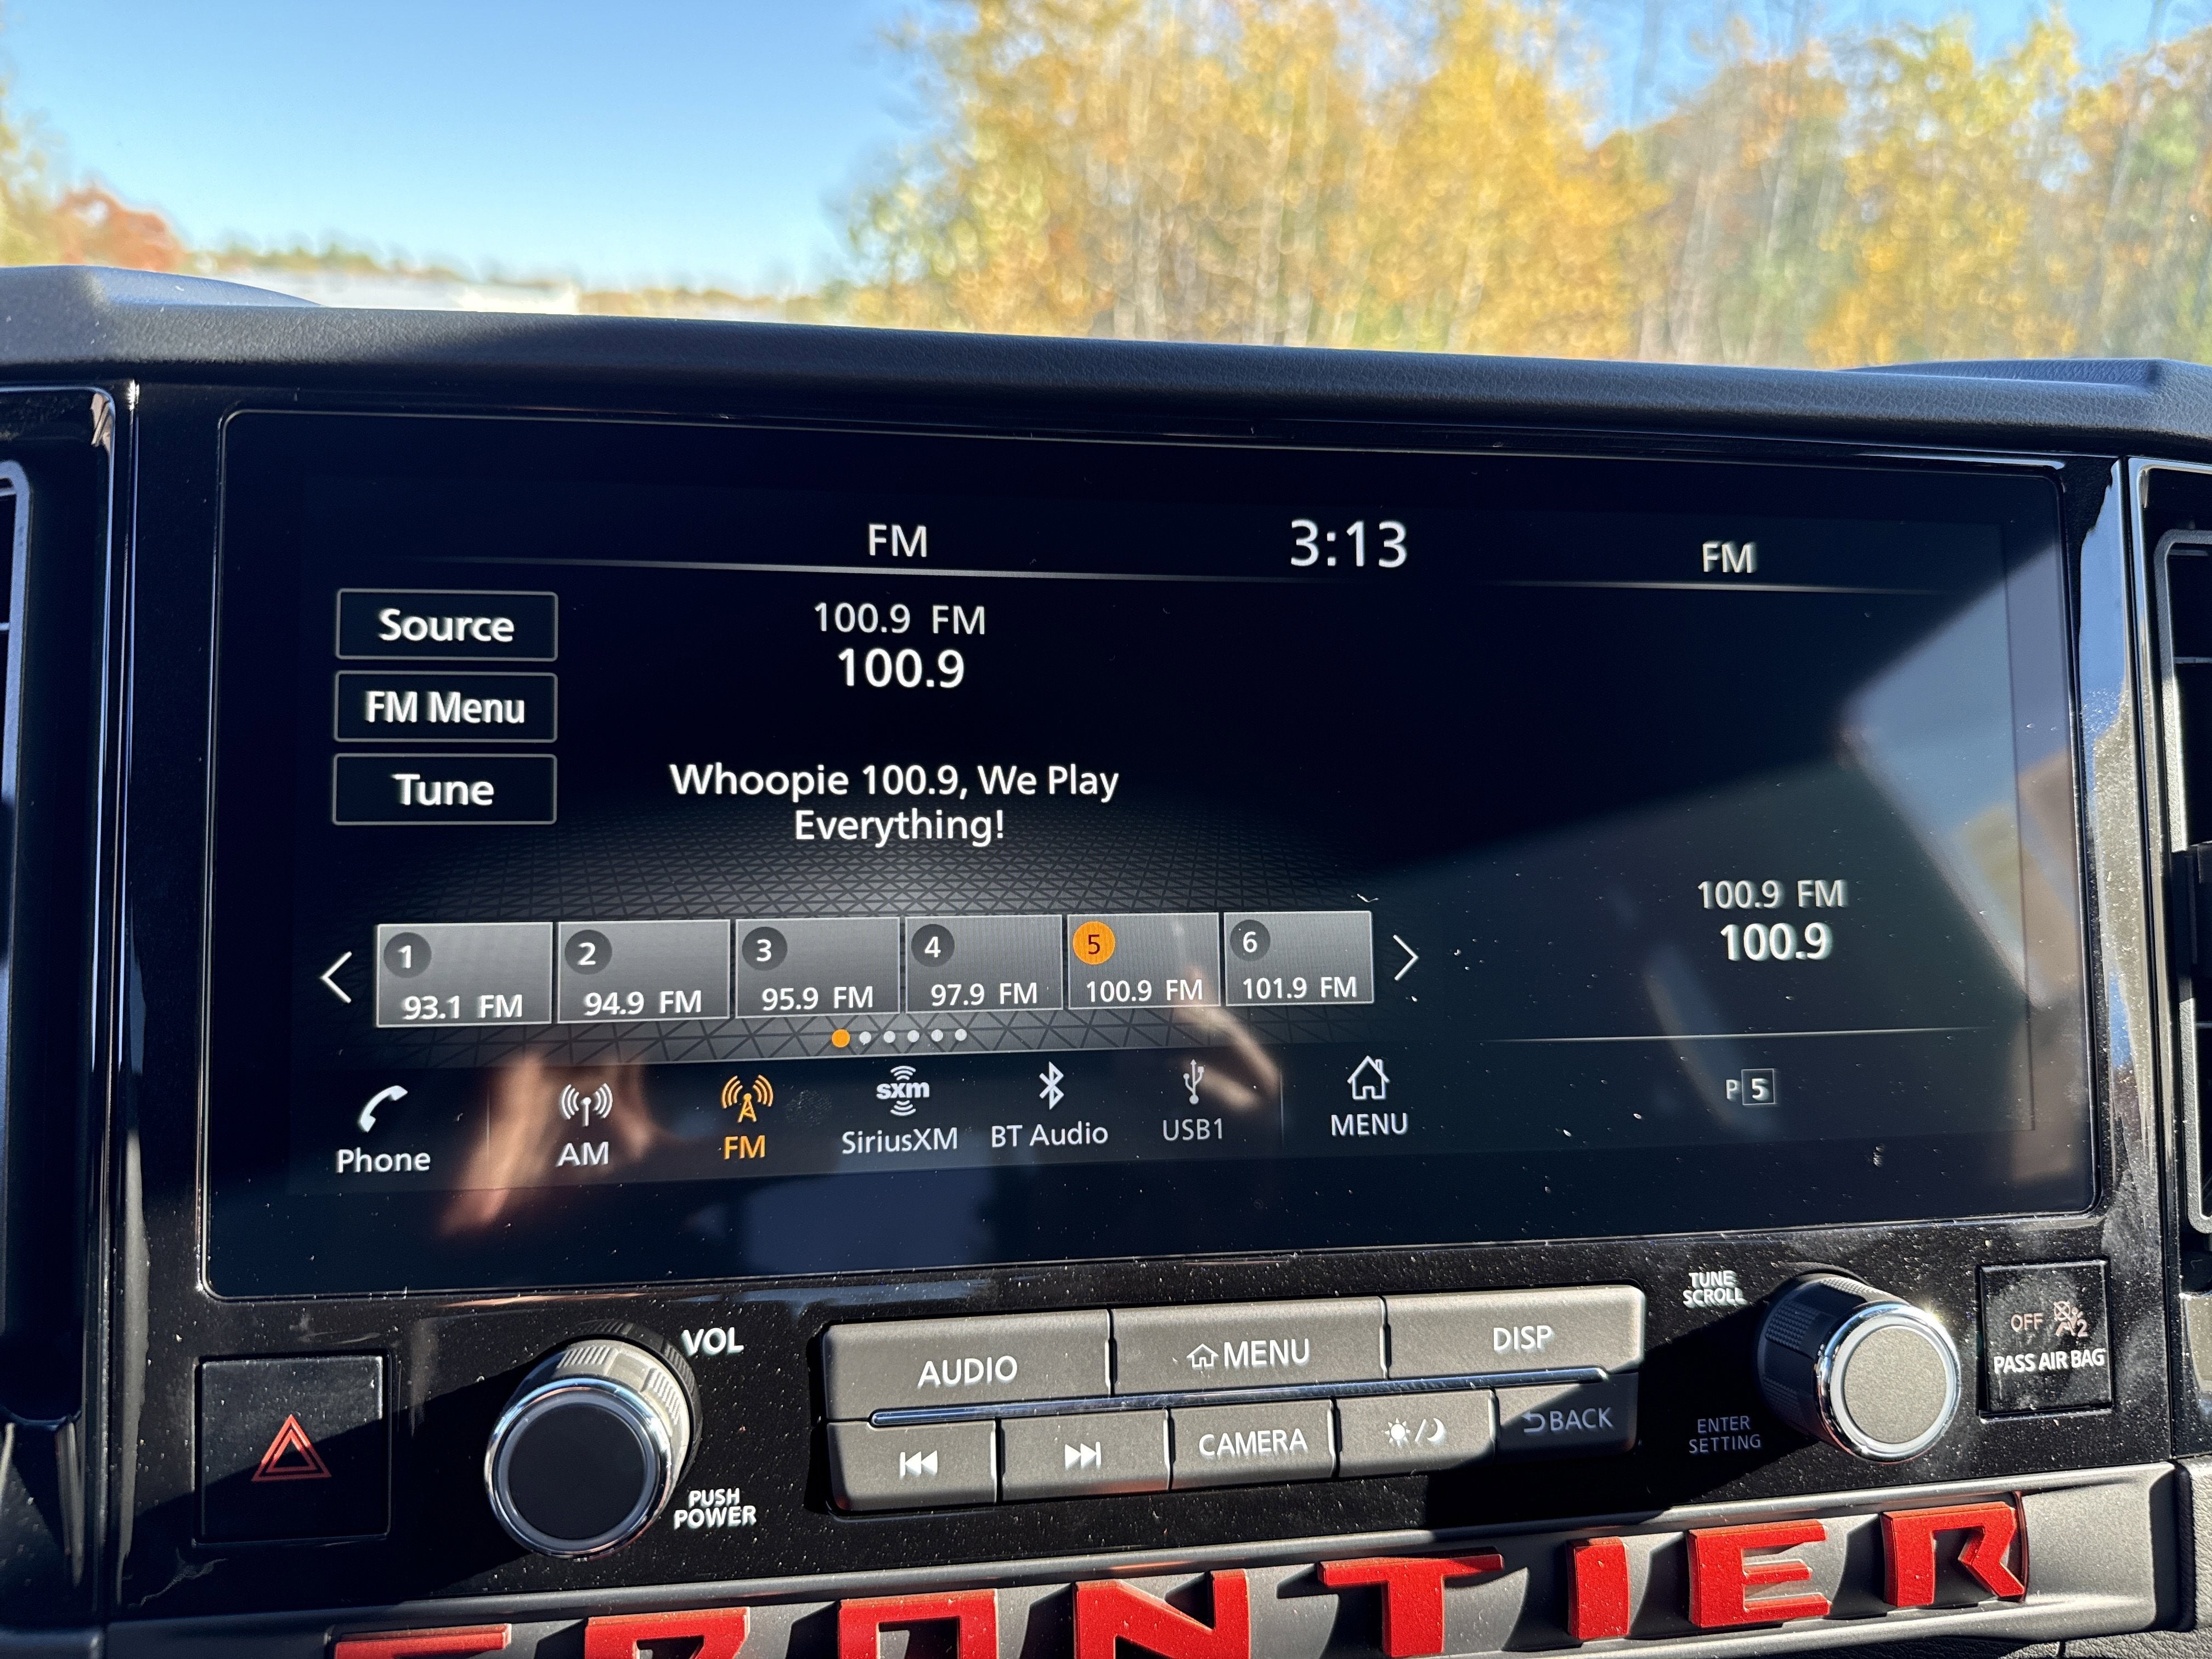 FM 3:13 FM
Source
FM Menu
Tune
100.9 FM
100.9
Whoopie 100.9, We Play
Everything!
1 2 3 4 5 6
93.1 FM 94.9 FM 95.9 FM 97.9 FM 100.9 FM 101.9 FM
100.9 FM
100.9
Phone AM FM sxm SiriusXM BT Audio USB1 MENU
P 5
VOL
PUSH
POWER
AUDIO MENU DISP
CAMERA BACK
TUNE
SCROLL
ENTER
SETTING
OFF 2
PASS AIR BAG
FRONTIER